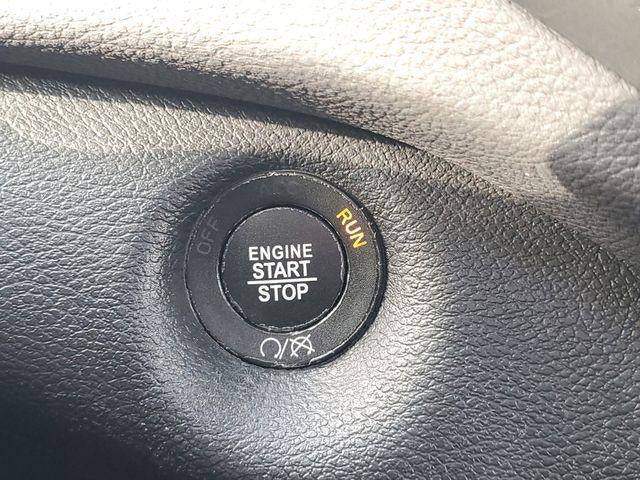 OFF
ACC
RUN
ENGINE
START
STOP